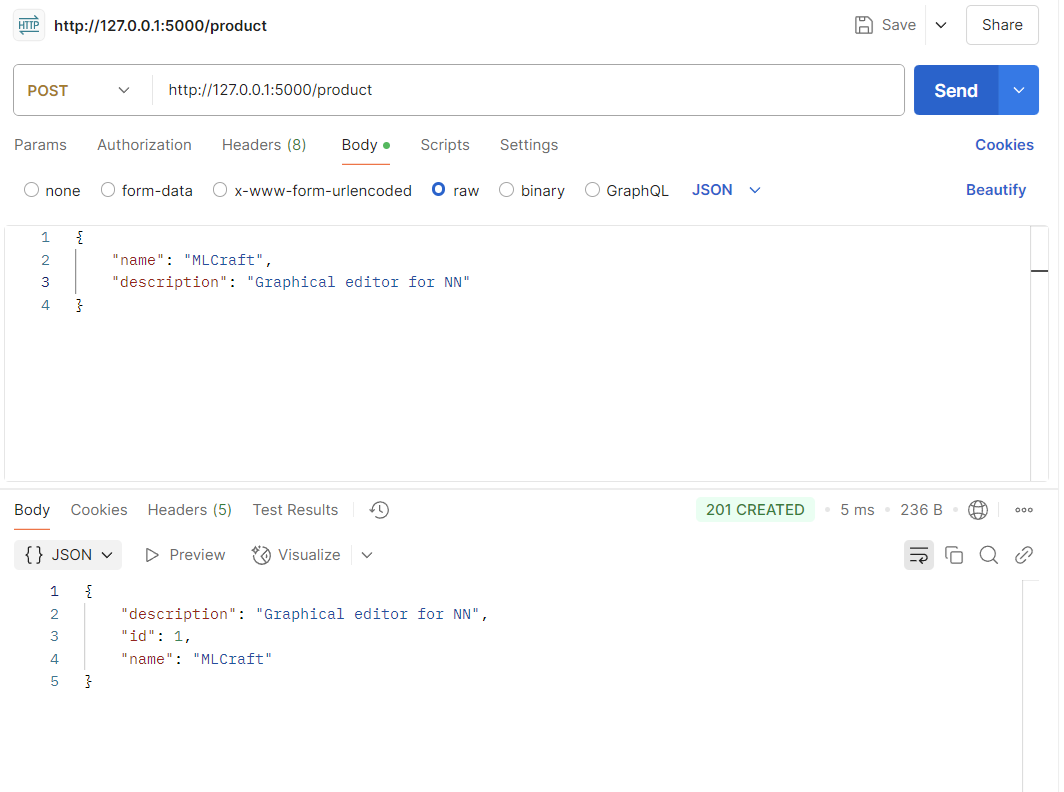 HTTP http://127.0.0.1:5000/product Save Share
POST http://127.0.0.1:5000/product Send
Params Authorization Headers (8) Body Scripts Settings Cookies
none form-data x-www-form-urlencoded raw binary GraphQL JSON Beautify
1 {
2 "name": "MLCraft",
3 "description": "Graphical editor for NN"
4 }
Body Cookies Headers (5) Test Results 201 CREATED 5 ms 236 B
{} JSON Preview Visualize
1 {
2 "description": "Graphical editor for NN",
3 "id": 1,
4 "name": "MLCraft"
5 }